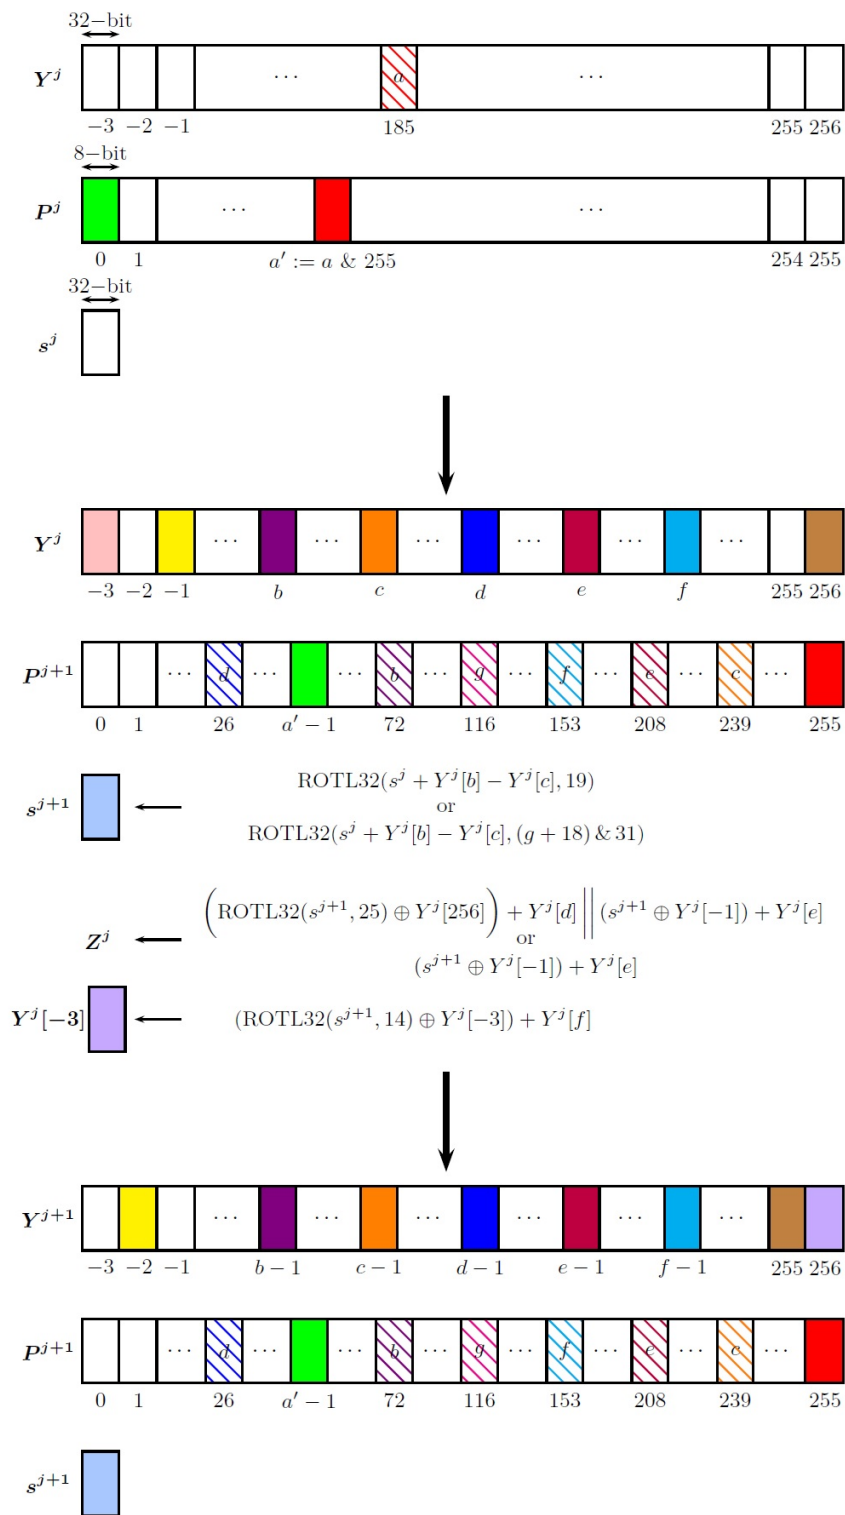 32−bit
Y^j ··· a ···
−3 −2 −1 185 255 256
8−bit
P^j ··· ···
0 1 a′ := a & 255 254 255
32−bit
s^j
Y^j ··· ··· ··· ··· ··· ···
−3 −2 −1 b c d e f 255 256
P^{j+1} ··· d ··· ··· b ··· g ··· f ··· e ··· c ···
0 1 26 a′ − 1 72 116 153 208 239 255
ROTL32(s^j + Y^j[b] − Y^j[c], 19)
s^{j+1} or
ROTL32(s^j + Y^j[b] − Y^j[c], (g + 18) & 31)
(ROTL32(s^{j+1}, 25) ⊕ Y^j[256]) + Y^j[d] || (s^{j+1} ⊕ Y^j[−1]) + Y^j[e]
Z^j or
(s^{j+1} ⊕ Y^j[−1]) + Y^j[e]
Y^j[−3] (ROTL32(s^{j+1}, 14) ⊕ Y^j[−3]) + Y^j[f]
Y^{j+1} ··· ··· ··· ··· ··· ···
−3 −2 −1 b − 1 c − 1 d − 1 e − 1 f − 1 255 256
P^{j+1} ··· d ··· ··· b ··· g ··· f ··· e ··· c ···
0 1 26 a′ − 1 72 116 153 208 239 255
s^{j+1}